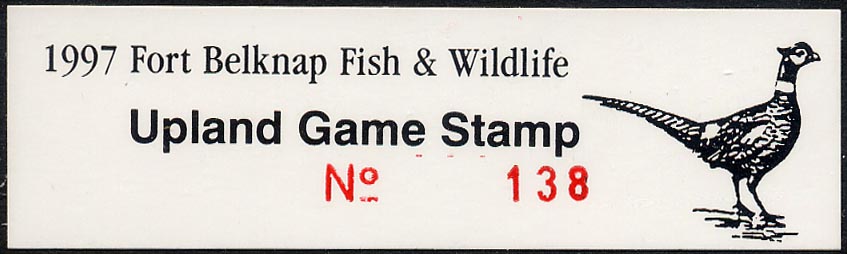 1997 Fort Belknap Fish & Wildlife
Upland Game Stamp
Nº 138